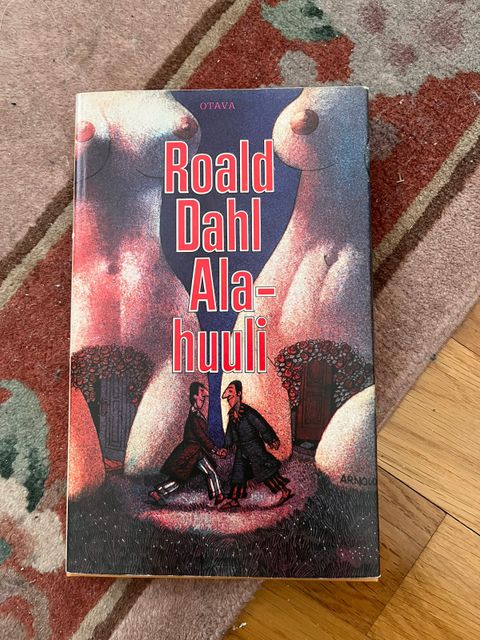 OTAVA
Roald
Dahl
Ala-
huuli
ARNOLD